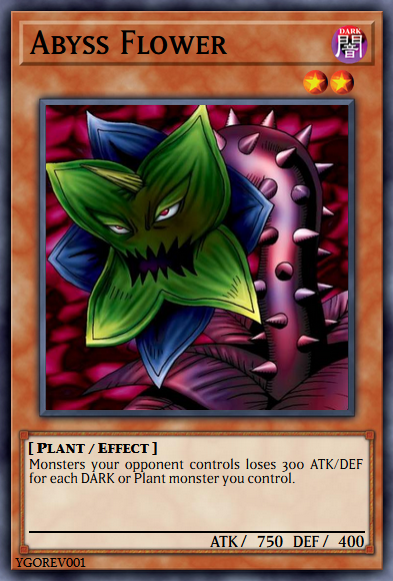 Abyss Flower
DARK
闇
[ Plant / Effect ]
Monsters your opponent controls loses 300 ATK/DEF
for each DARK or Plant monster you control.
ATK / 750 DEF / 400
YGOREV001